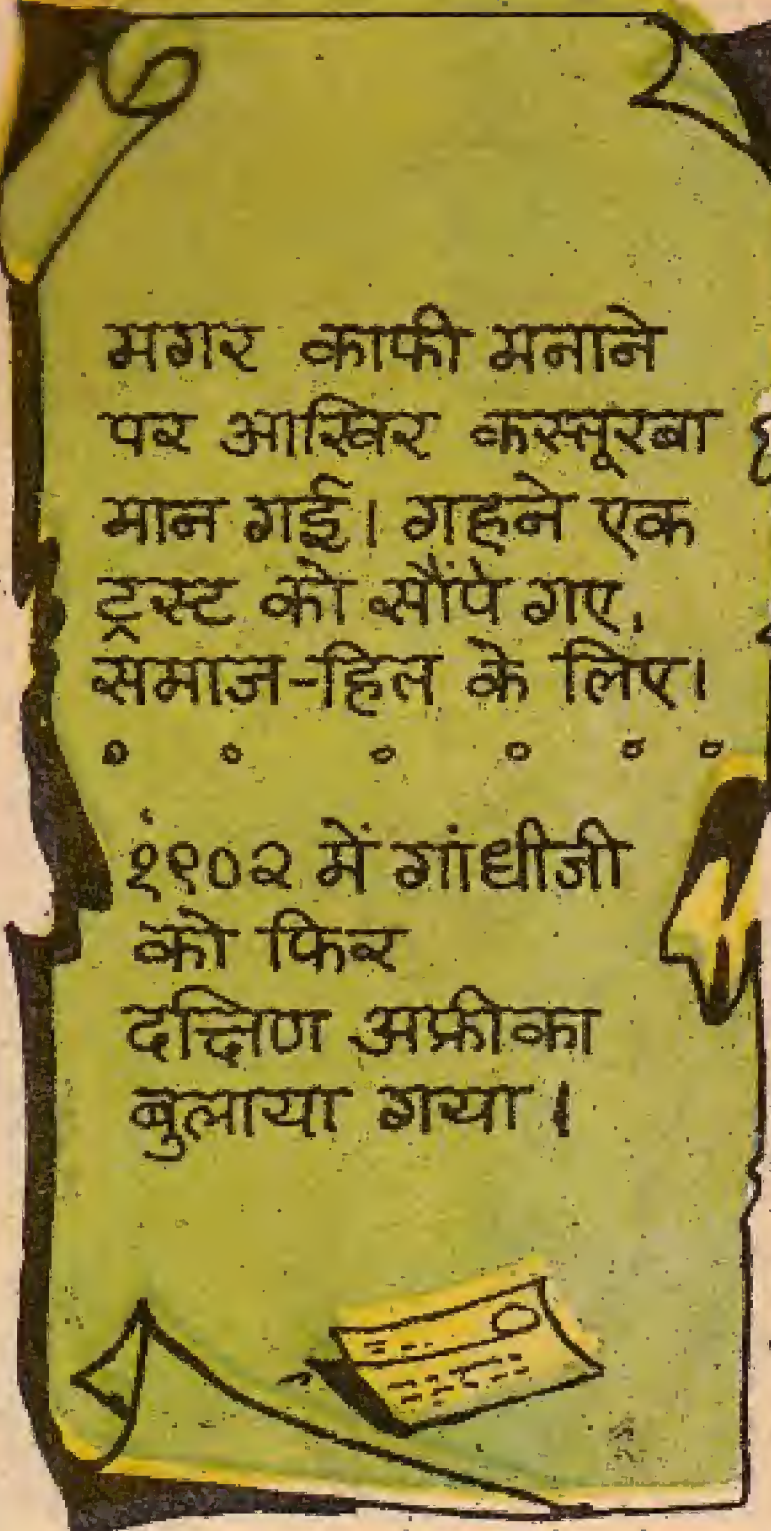 मगर काफी मनाने
पर आखिर कस्तूरबा
मान गई। गहने एक
ट्रस्ट को सौंपे गए,
समाज-हित के लिए।
१९०२ में गांधीजी
को फिर
दक्षिण अफ्रीका
बुलाया गया।